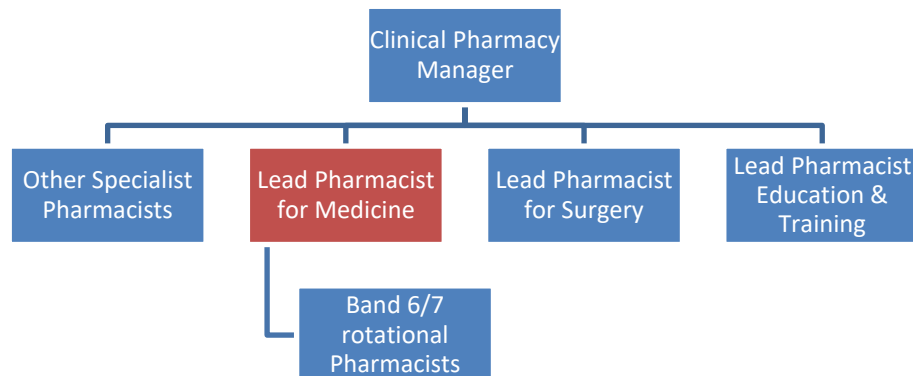 Clinical Pharmacy
Manager
Other Specialist
Pharmacists
Lead Pharmacist
for Medicine
Lead Pharmacist
for Surgery
Lead Pharmacist
Education &
Training
Band 6/7
rotational
Pharmacists